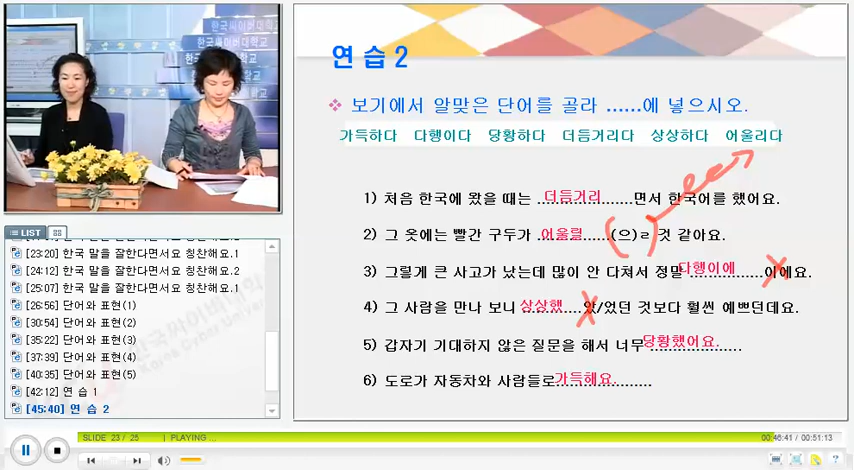 한국싸이버대학교
연 습 2
❖ 보기에서 알맞은 단어를 골라 ......에 넣으시오.
가득하다 다행이다 당황하다 더듬거리다 상상하다 어울리다
1) 처음 한국에 왔을 때는 ...더듬거리...면서 한국어를 했어요.
2) 그 옷에는 빨간 구두가 어울릴......(으)ㄹ 것 같아요.
3) 그렇게 큰 사고가 났는데 많이 안 다쳐서 정말 다행이에......이에요.
4) 그 사람을 만나 보니 상상했......았/었던 것보다 훨씬 예쁘던데요.
5) 갑자기 기대하지 않은 질문을 해서 너무 당황했어요.
6) 도로가 자동차와 사람들로 가득해요.
LIST
[23:20] 한국 말을 잘한다면서요 칭찬해요.2
[24:12] 한국 말을 잘한다면서요 칭찬해요.2
[25:07] 한국 말을 잘한다면서요 칭찬해요.1
[26:56] 단어와 표현(1)
[30:54] 단어와 표현(2)
[35:22] 단어와 표현(3)
[37:39] 단어와 표현(4)
[40:35] 단어와 표현(5)
[42:12] 연 습 1
[45:40] 연 습 2
SLIDE 23 / 25 | PLAYING ...
00:46:41 / 00:51:13